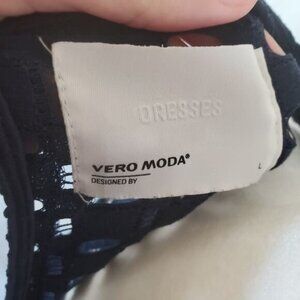 DRESSES
VERO MODA®
DESIGNED BY
L